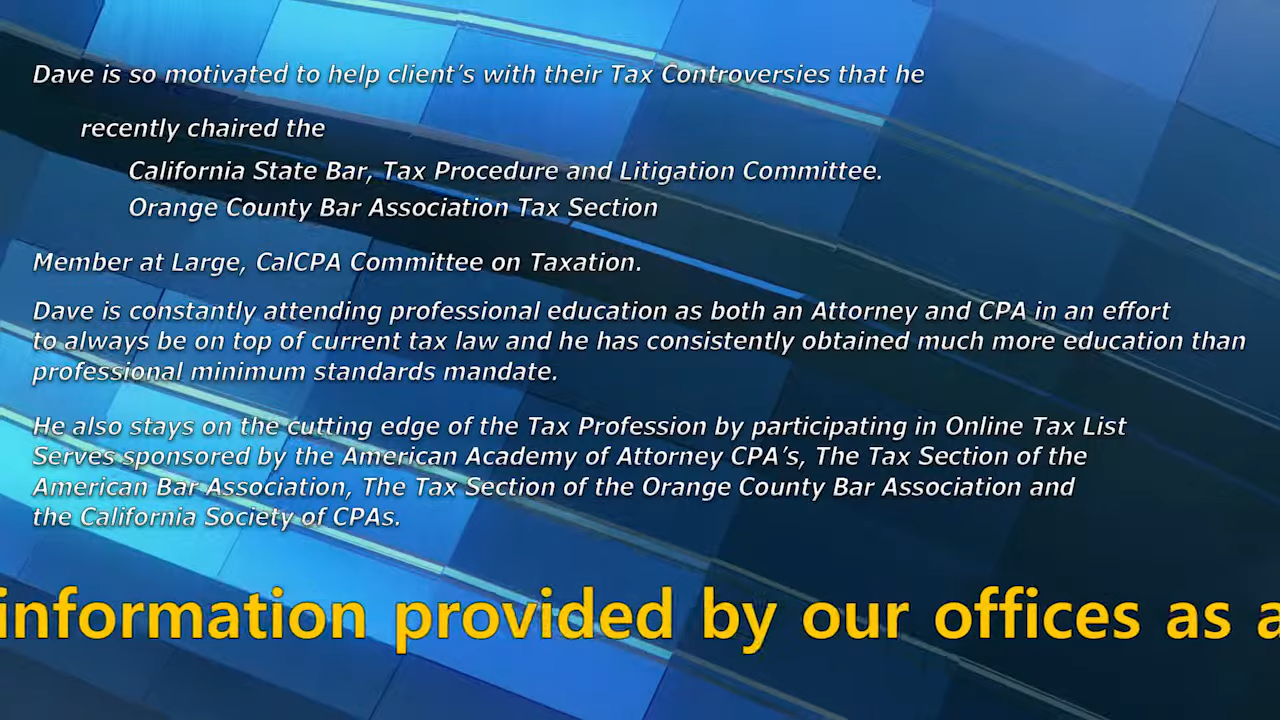 Dave is so motivated to help client’s with their Tax Controversies that he
recently chaired the
California State Bar, Tax Procedure and Litigation Committee.
Orange County Bar Association Tax Section
Member at Large, CalCPA Committee on Taxation.
Dave is constantly attending professional education as both an Attorney and CPA in an effort
to always be on top of current tax law and he has consistently obtained much more education than
professional minimum standards mandate.
He also stays on the cutting edge of the Tax Profession by participating in Online Tax List
Serves sponsored by the American Academy of Attorney CPA’s, The Tax Section of the
American Bar Association, The Tax Section of the Orange County Bar Association and
the California Society of CPAs.
information provided by our offices as